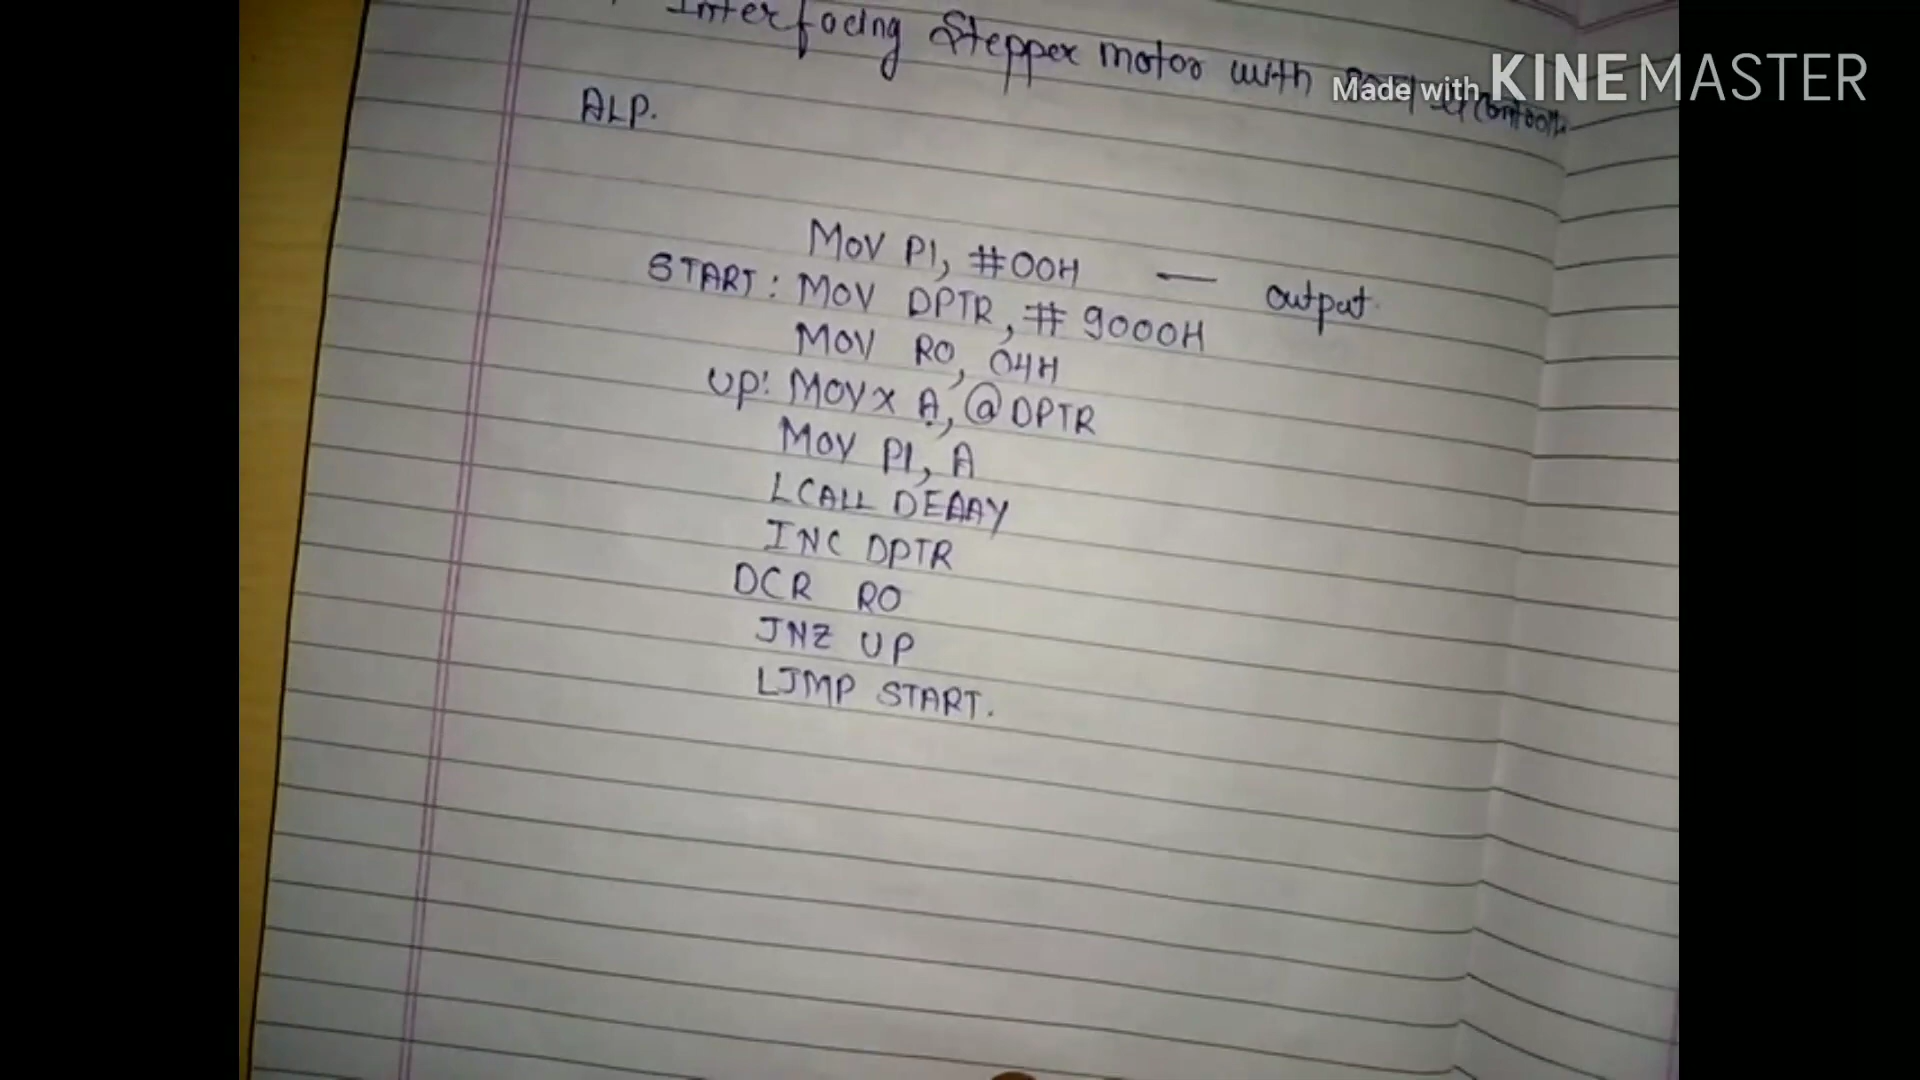 Interfacing Stepper motor with
Made with KINEMASTER
ALP.
MOV P1, #00H — output.
START: MOV DPTR, # 9000H
MOV R0, 04H
UP: MOVX A, @DPTR
MOV P1, A
LCALL DEAAY
INC DPTR
DCR R0
JNZ UP
LJMP START.